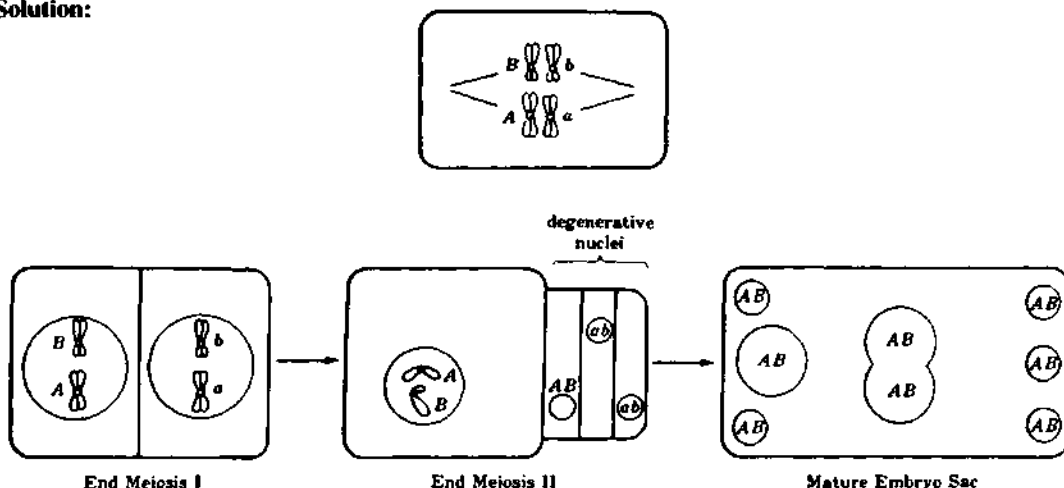 Solution:
B b
A a
degenerative
nuclei
B b
A a
A
B
AB
ab
ab
AB
AB
AB
AB
AB
AB
AB
AB
End Meiosis I
End Meiosis II
Mature Embryo Sac